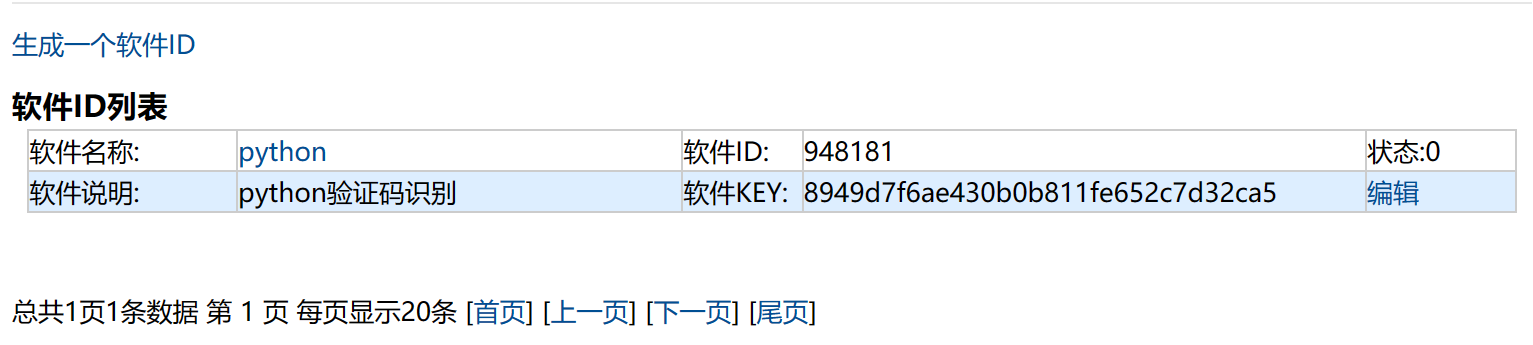 生成一个软件ID
软件ID列表
软件名称: python 软件ID: 948181 状态:0
软件说明: python验证码识别 软件KEY: 8949d7f6ae430b0b811fe652c7d32ca5 编辑
总共1页1条数据 第 1 页 每页显示20条 [首页] [上一页] [下一页] [尾页]